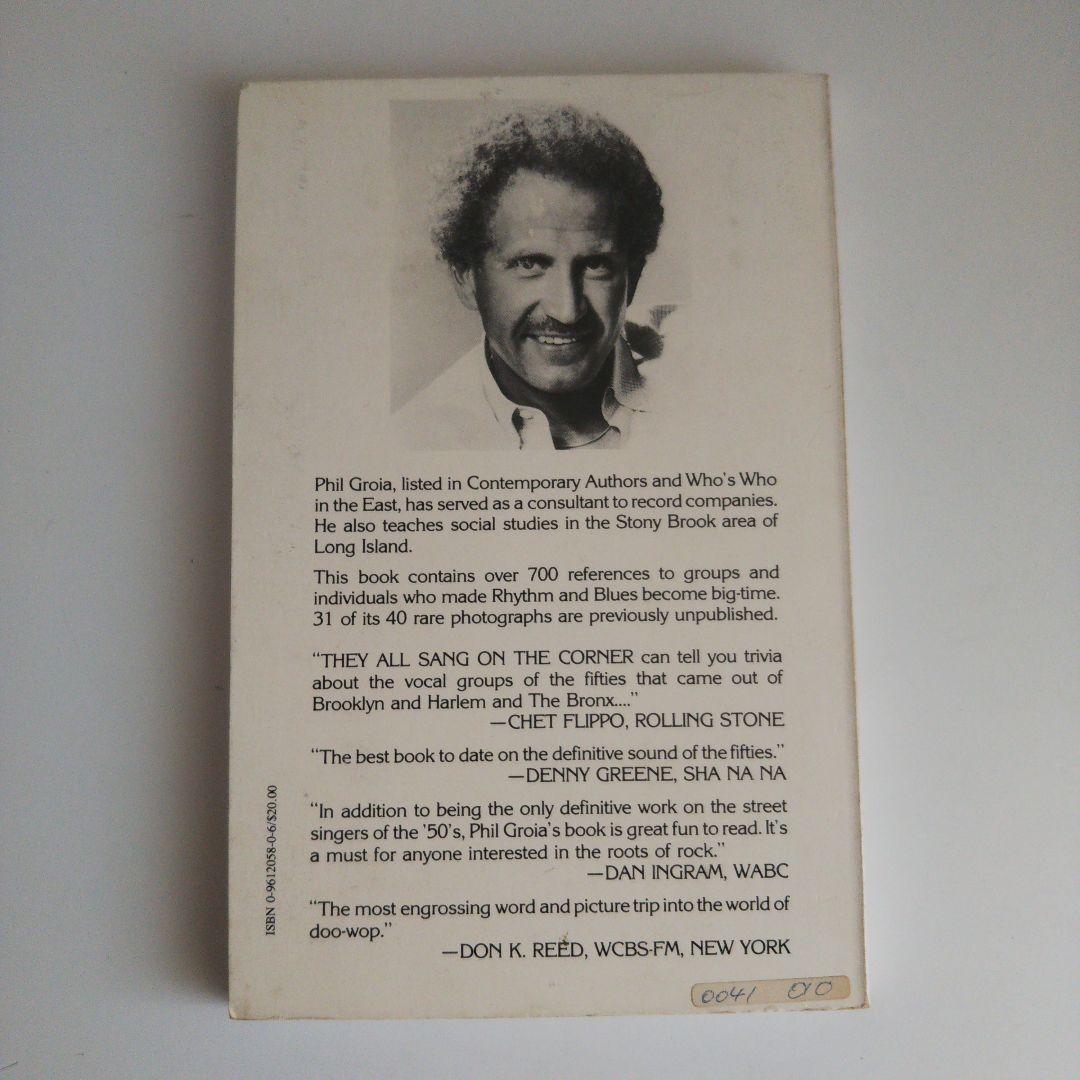 Phil Groia, listed in Contemporary Authors and Who's Who
in the East, has served as a consultant to record companies.
He also teaches social studies in the Stony Brook area of
Long Island.
This book contains over 700 references to groups and
individuals who made Rhythm and Blues become big-time.
31 of its 40 rare photographs are previously unpublished.
“THEY ALL SANG ON THE CORNER can tell you trivia
about the vocal groups of the fifties that came out of
Brooklyn and Harlem and The Bronx....”
—CHET FLIPPO, ROLLING STONE
“The best book to date on the definitive sound of the fifties.”
—DENNY GREENE, SHA NA NA
“In addition to being the only definitive work on the street
singers of the '50's, Phil Groia's book is great fun to read. It's
a must for anyone interested in the roots of rock.”
—DAN INGRAM, WABC
“The most engrossing word and picture trip into the world of
doo-wop.”
—DON K. REED, WCBS-FM, NEW YORK
ISBN 0-9612058-0-6/$20.00
0041